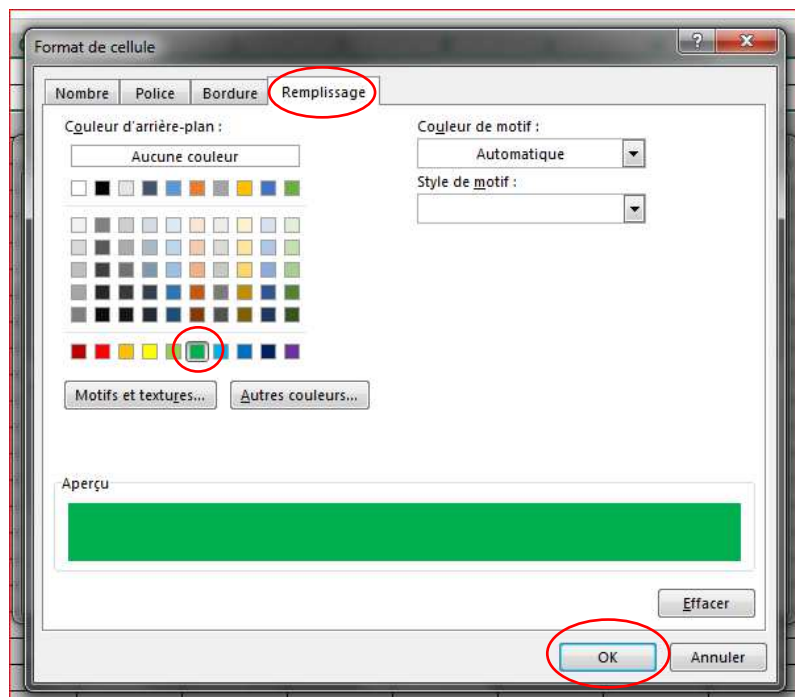 Format de cellule
Nombre Police Bordure Remplissage
Couleur d'arrière-plan :
Aucune couleur
Couleur de motif :
Automatique
Style de motif :
Motifs et textures... Autres couleurs...
Aperçu
Effacer
OK Annuler